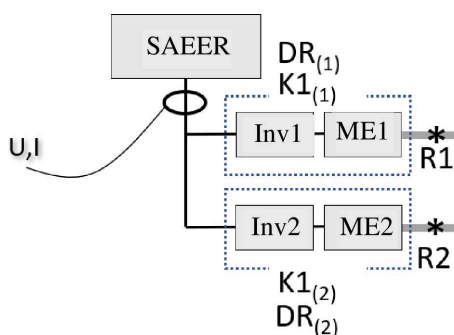 SAEER
DR(1)
K1(1)
U,I
Inv1
ME1
R1
Inv2
ME2
R2
K1(2)
DR(2)